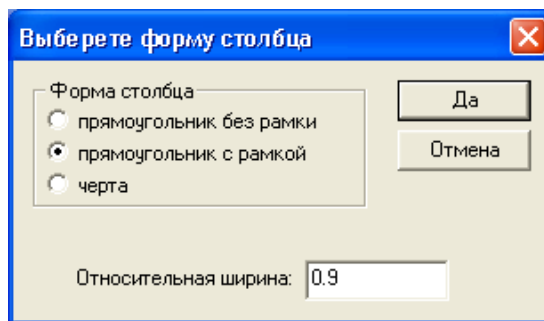 Выберете форму столбца
Форма столбца
прямоугольник без рамки
прямоугольник с рамкой
черта
Да
Отмена
Относительная ширина: 0.9